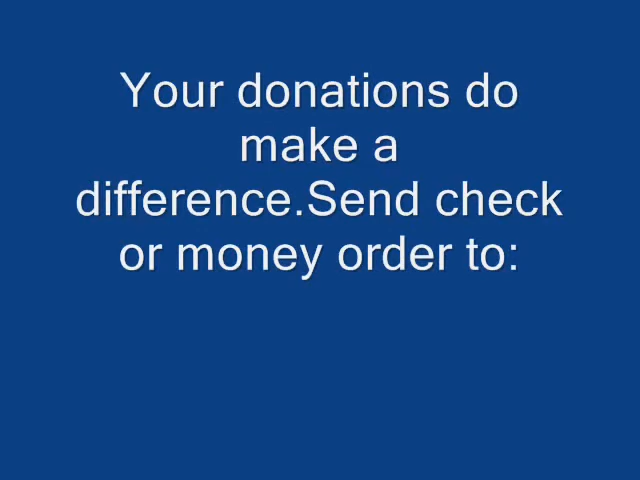 Your donations do
make a
difference.Send check
or money order to: